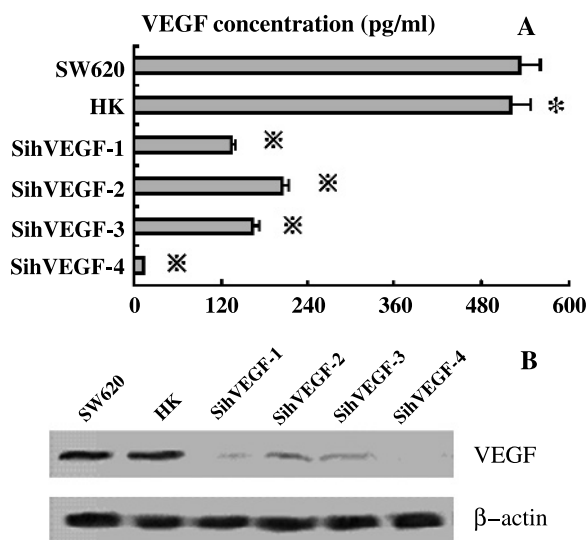 VEGF concentration (pg/ml) A
SW620
HK *
SihVEGF-1 ※
SihVEGF-2 ※
SihVEGF-3 ※
SihVEGF-4 ※
0 120 240 360 480 600
B
SW620 HK SihVEGF-1 SihVEGF-2 SihVEGF-3 SihVEGF-4
VEGF
β-actin